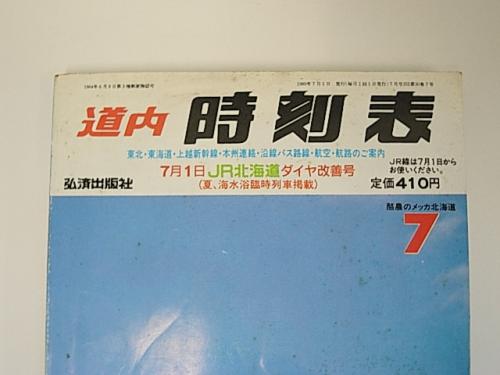 道内 時刻表
東北・東海道・上越新幹線・本州連絡・沿線バス路線・航空・航路のご案内
7月1日 JR北海道ダイヤ改善号
(夏、海水浴臨時列車掲載)
弘済出版社
JR線は7月1日から
お使いください。
定価410円
酪農のメッカ北海道
7